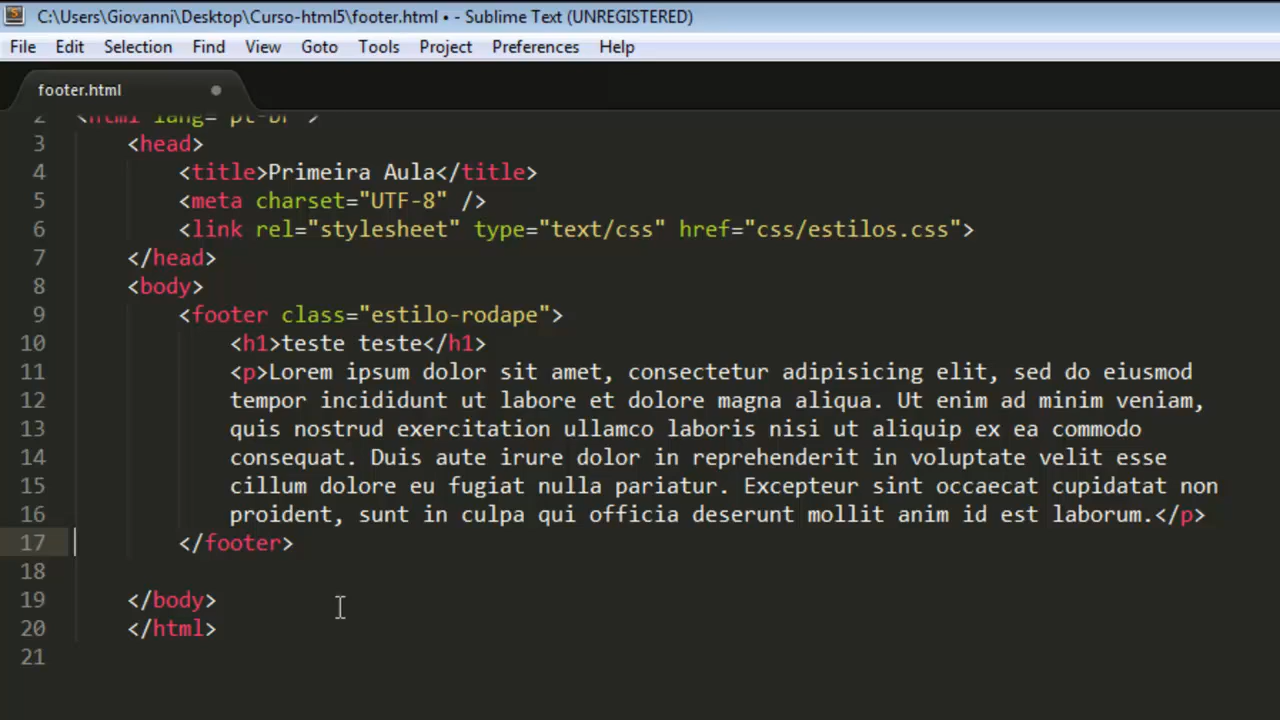 C:\Users\Giovanni\Desktop\Curso-html5\footer.html • - Sublime Text (UNREGISTERED)
File Edit Selection Find View Goto Tools Project Preferences Help
footer.html
2 <html lang="pt-br">
3 <head>
4 <title>Primeira Aula</title>
5 <meta charset="UTF-8" />
6 <link rel="stylesheet" type="text/css" href="css/estilos.css">
7 </head>
8 <body>
9 <footer class="estilo-rodape">
10 <h1>teste teste</h1>
11 <p>Lorem ipsum dolor sit amet, consectetur adipisicing elit, sed do eiusmod
12 tempor incididunt ut labore et dolore magna aliqua. Ut enim ad minim veniam,
13 quis nostrud exercitation ullamco laboris nisi ut aliquip ex ea commodo
14 consequat. Duis aute irure dolor in reprehenderit in voluptate velit esse
15 cillum dolore eu fugiat nulla pariatur. Excepteur sint occaecat cupidatat non
16 proident, sunt in culpa qui officia deserunt mollit anim id est laborum.</p>
17 </footer>
18
19 </body>
20 </html>
21